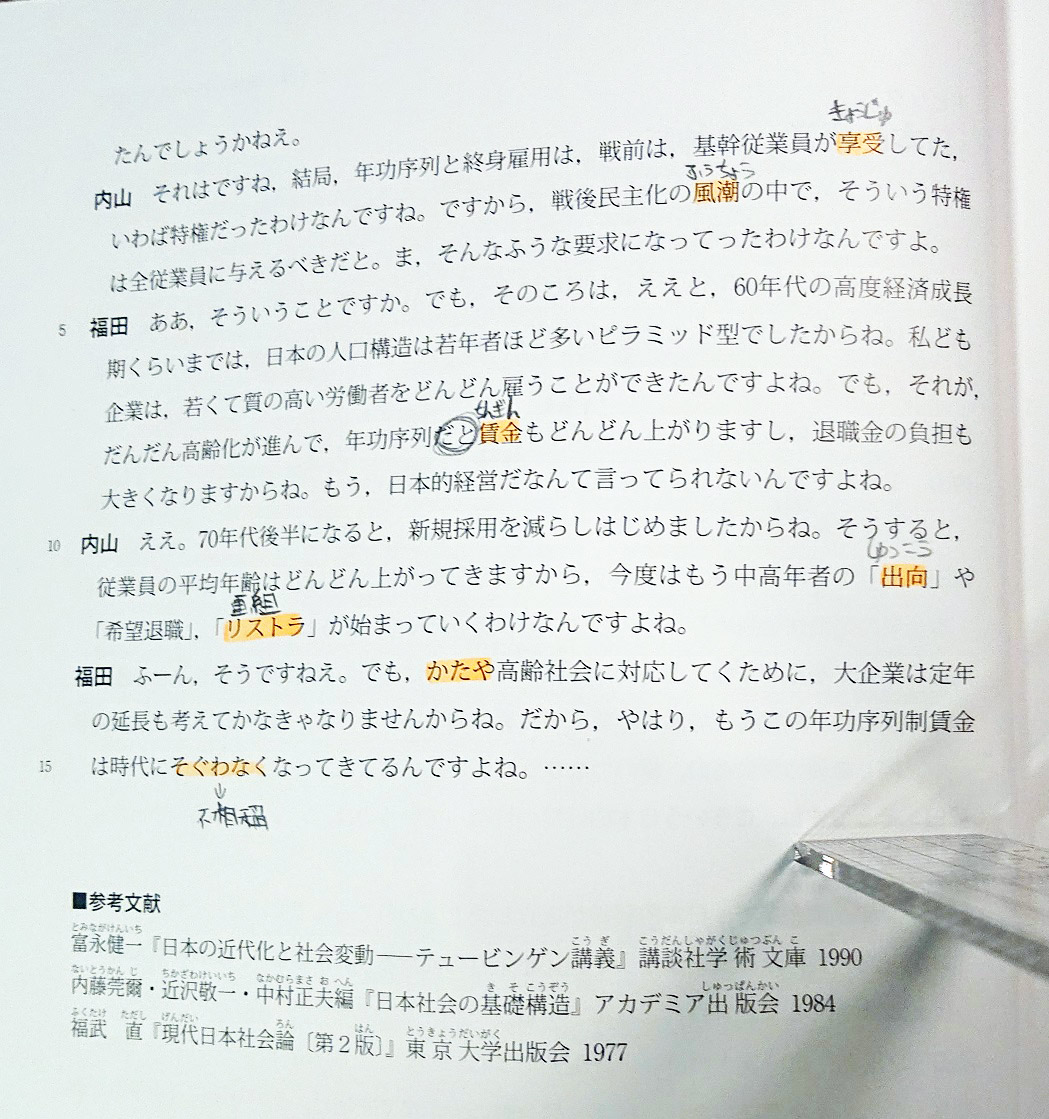 たんでしょうかねえ。
きょうじゅ
内山 それはですね，結局，年功序列と終身雇用は，戦前は，基幹従業員が享受してた，
ふうちょう
いわば特権だったわけなんですね。ですから，戦後民主化の風潮の中で，そういう特権
は全従業員に与えるべきだと。ま，そんなふうな要求になってったわけなんですよ。
5 福田 ああ，そういうことですか。でも，そのころは，ええと，60年代の高度経済成長
期くらいまでは，日本の人口構造は若年者ほど多いピラミッド型でしたからね。私ども
企業は，若くて質の高い労働者をどんどん雇うことができたんですよね。でも，それが，
ちんぎん
だんだん高齢化が進んで，年功序列だと賃金もどんどん上がりますし，退職金の負担も
大きくなりますからね。もう，日本的経営だなんて言ってられないんですよね。
10 内山 ええ。70年代後半になると，新規採用を減らしはじめましたからね。そうすると，
しゅっこう
従業員の平均年齢はどんどん上がってきますから，今度はもう中高年者の「出向」や
重組
「希望退職」，「リストラ」が始まっていくわけなんですよね。
福田 ふーん，そうですねえ。でも，かたや高齢社会に対応してくために，大企業は定年
の延長も考えてかなきゃなりませんからね。だから，やはり，もうこの年功序列制賃金
15 は時代にそぐわなくなってきてるんですよね。……
↓
不相稱
■参考文献
とみながけんいち こうぎ こうだんしゃがくじゅつぶんこ
富永健一『日本の近代化と社会変動――テュービンゲン講義』講談社学術文庫 1990
ないとうかんじ ちかざわけいいち なかむらまさおへん きそこうぞう しゅっぱんかい
内藤莞爾・近沢敬一・中村正夫編『日本社会の基礎構造』アカデミア出版会 1984
ふくたけ ただし げんだい ろん はん とうきょうだいがく
福武 直『現代日本社会論〔第2版〕』東京大学出版会 1977